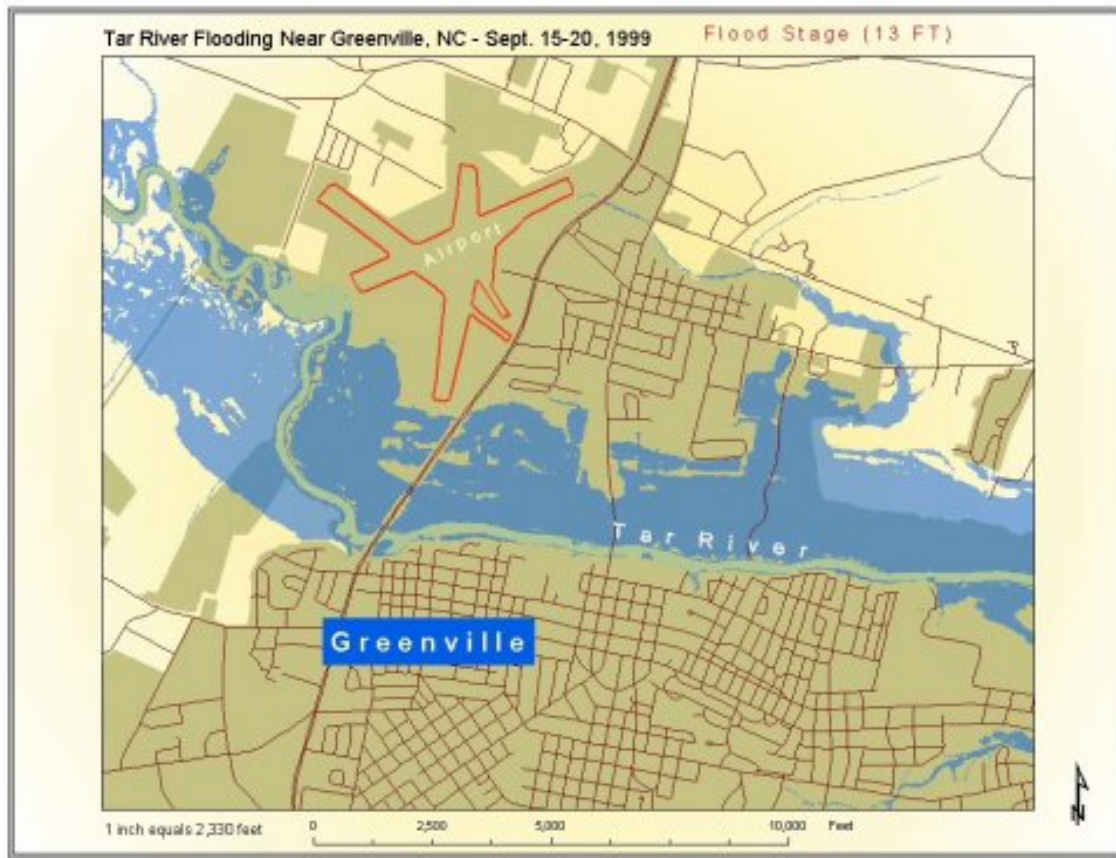 Tar River Flooding Near Greenville, NC - Sept. 15-20, 1999
Flood Stage (13 FT)
Airport
Tar River
Greenville
N
1 inch equals 2,330 feet
0 2,500 5,000 10,000 Feet